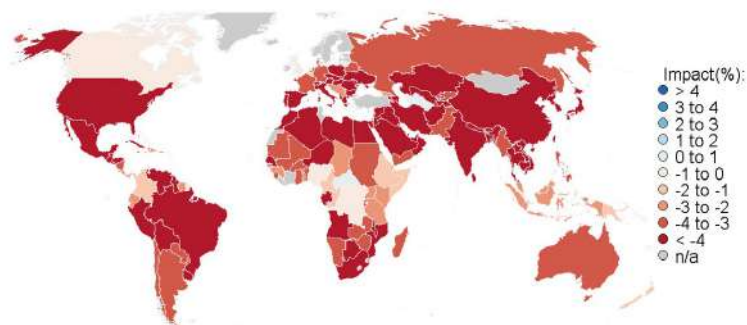 Impact(%):
> 4
3 to 4
2 to 3
1 to 2
0 to 1
-1 to 0
-2 to -1
-3 to -2
-4 to -3
< -4
n/a